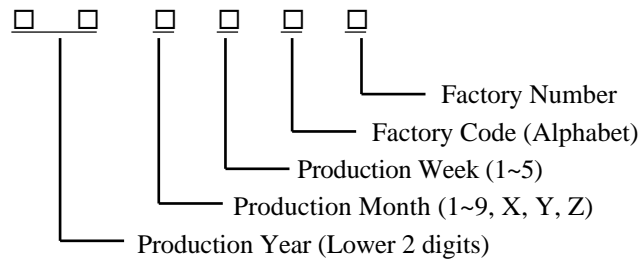 □ □ □ □ □ □
Factory Number
Factory Code (Alphabet)
Production Week (1~5)
Production Month (1~9, X, Y, Z)
Production Year (Lower 2 digits)